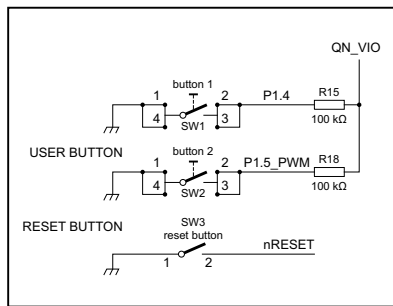 QN_VIO
button 1
1 2 P1.4 R15
4 3
SW1 100 kΩ
USER BUTTON
button 2
1 2 P1.5_PWM R18
4 3
SW2 100 kΩ
RESET BUTTON
SW3
reset button
nRESET
1 2